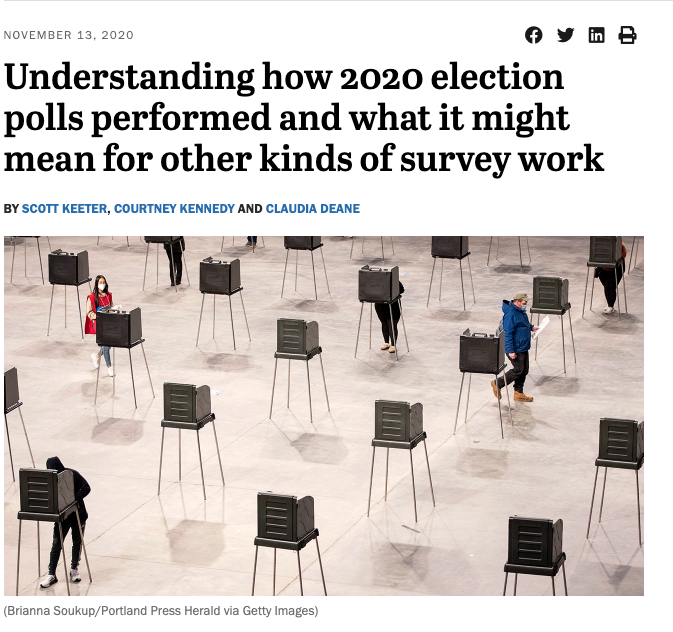 NOVEMBER 13, 2020
Understanding how 2020 election
polls performed and what it might
mean for other kinds of survey work
BY SCOTT KEETER, COURTNEY KENNEDY AND CLAUDIA DEANE
(Brianna Soukup/Portland Press Herald via Getty Images)